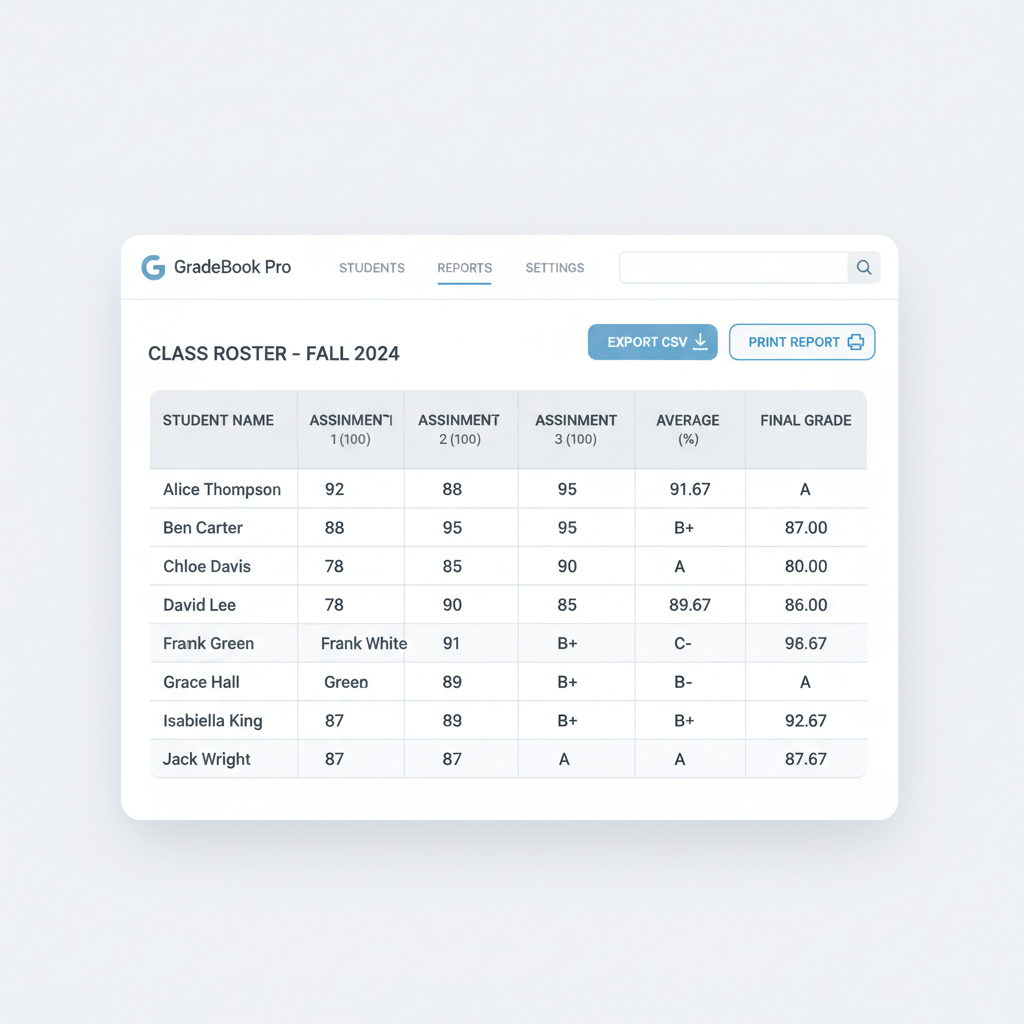 GradeBook Pro STUDENTS REPORTS SETTINGS
EXPORT CSV PRINT REPORT
CLASS ROSTER - FALL 2024
STUDENT NAME ASSINMENT ASSINMENT ASSINMENT AVERAGE FINAL GRADE
1 (100) 2 (100) 3 (100) (%)
Alice Thompson 92 88 95 91.67 A
Ben Carter 88 95 95 B+ 87.00
Chloe Davis 78 85 90 A 80.00
David Lee 78 90 85 89.67 86.00
Frank Green Frank White 91 B+ C- 96.67
Grace Hall Green 89 B+ B- A
Isabiella King 87 89 B+ B+ 92.67
Jack Wright 87 87 A A 87.67